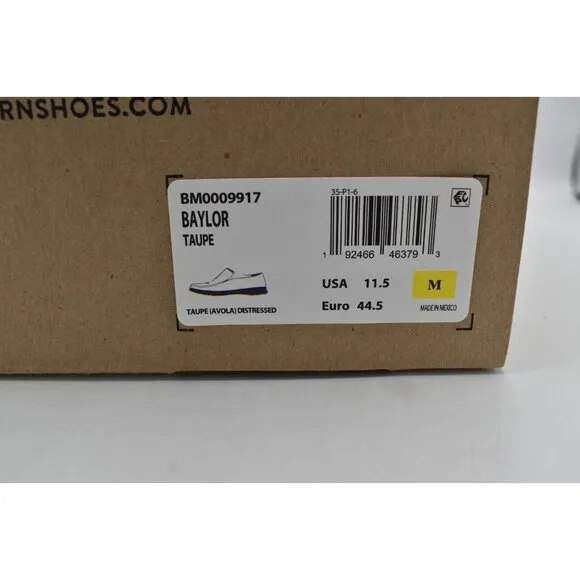 RNSHOES.COM
BM0009917
BAYLOR
TAUPE
TAUPE (AVOLA) DISTRESSED
35-P1-6
1 92466 46379 3
USA 11.5 M
Euro 44.5
MADE IN MEXICO